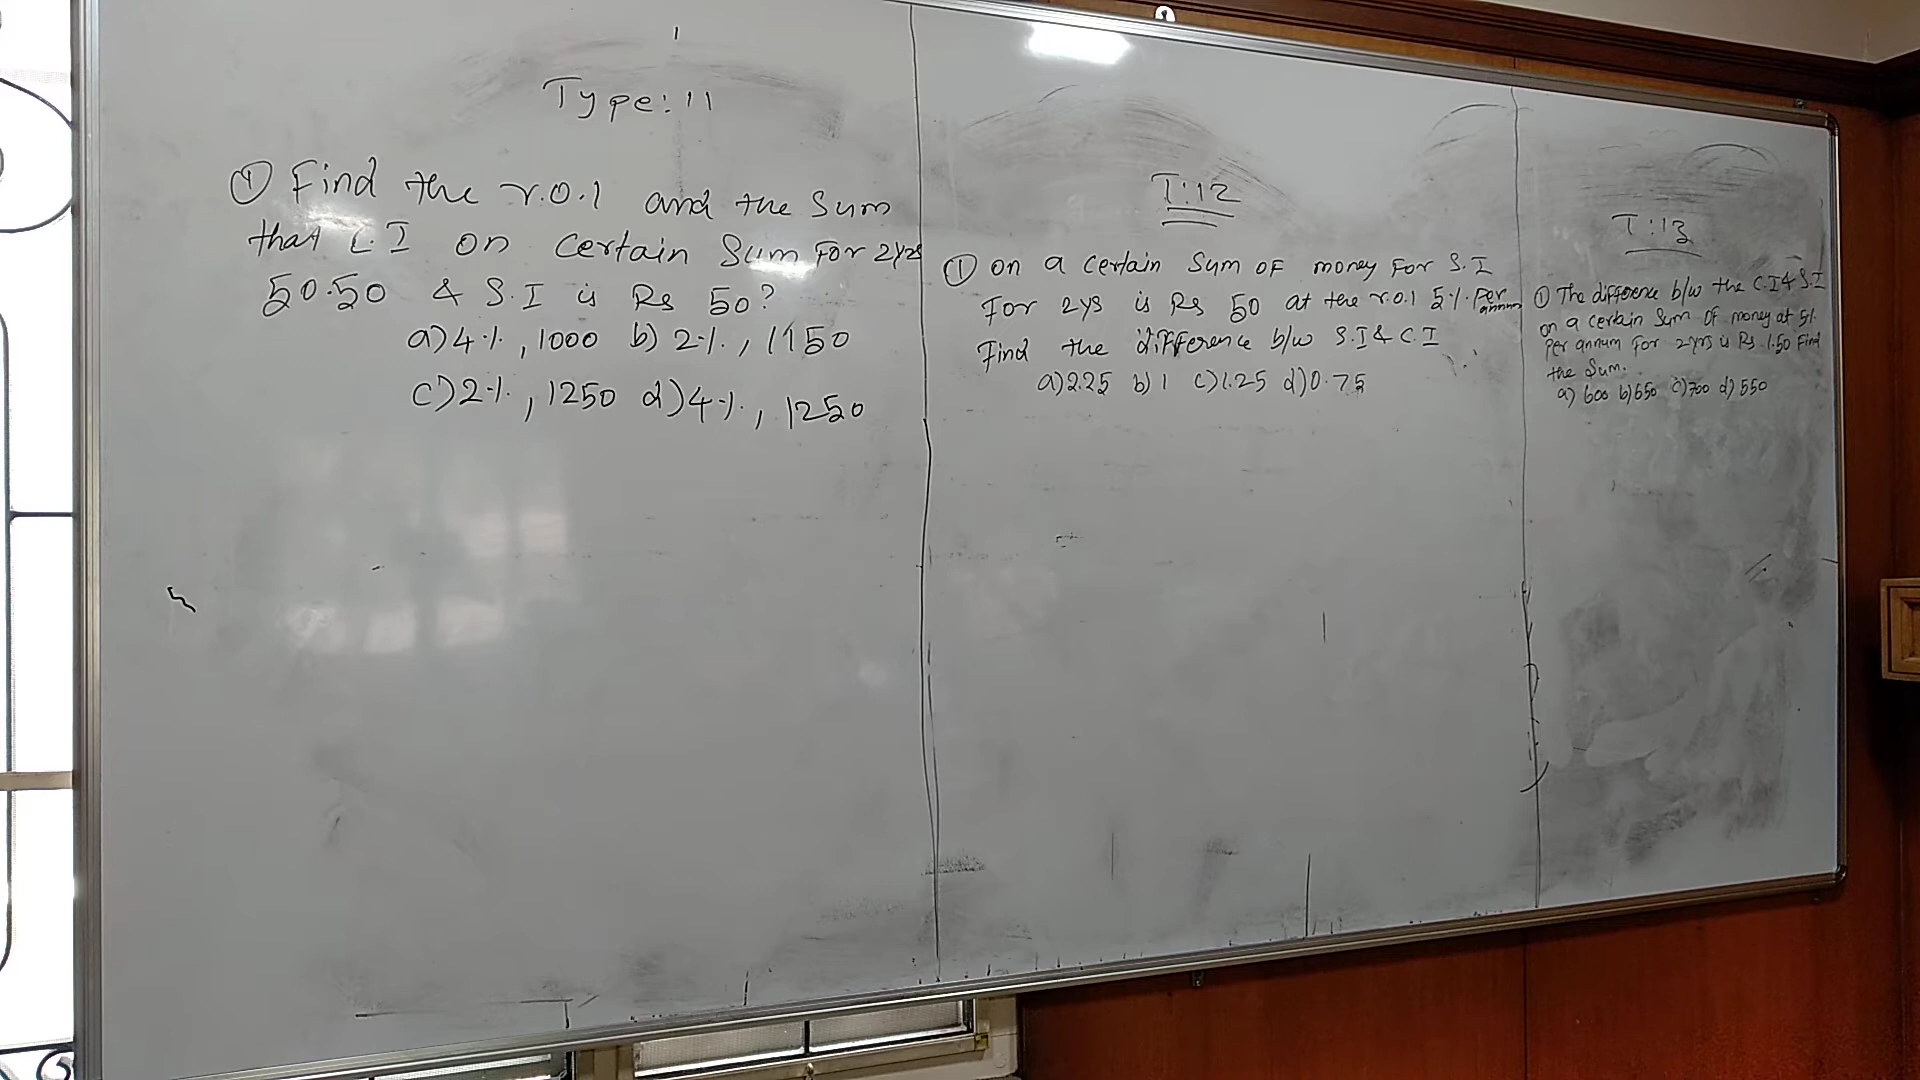 Type: 11
① Find the r.o.I and the Sum
that C.I on certain Sum For 2yrs
50.50 & S.I is Rs 50?
a) 4%, 1000 b) 2%, 1150
c) 2%, 1250 d) 4%, 1250
T:12
① on a certain Sum OF money For S.I
For 2ys is Rs 50 at the r.o.I 5% Per annum
Find the difference b/w S.I & C.I
a) 2.25 b) 1 c) 1.25 d) 0.75
T:13
① The difference b/w the C.I & S.I
on a certain Sum OF money at 5%
Per annum For 2yrs is Rs 1.50 Find
the Sum.
a) 600 b) 650 c) 700 d) 550